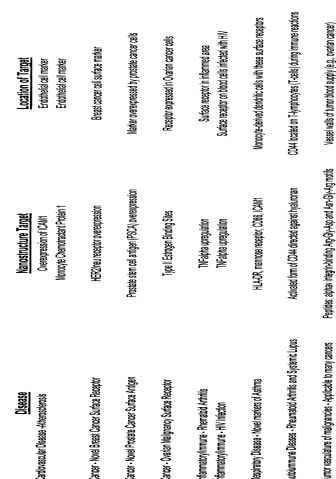 Disease Nanostructure Target Location of Target
Cardiovascular Disease -Atherosclerosis Overexpression of ICAM1 Endothelial cell marker
Monocyte Chemotractant Protein 1 Endothelial cell marker
Cancer - Novel Breast Cancer Surface Receptor HER2/neu receptor overexpression Breast cancer cell surface marker
Cancer - Novel Prostate Cancer Surface Antigen Prostate stem cell antigen (PSCA) overexpression Marker overexpressed by prostate cancer cells
Cancer - Ovarian Malignancy Surface Receptor Type II Estrogen Binding Sites Receptor expressed in Ovarian cancer cells
Inflammatory/Immune - Rheumatoid Arthritis TNFalpha upregulation Surface receptor in inflamed area
Inflammatory/Immune - HIV Infection TNFalpha upregulation Surface receptor on blood cells infected with HIV
Respiratory Disease - Novel markers of Asthma HLA-DR, mannose receptor, CD68, ICAM1 Monocyte-derived dendritic cells with these surface receptors
Autoimmune Diseases - Rheumatoid Arthritis and Systemic Lupus Activated form of CD44 directed against hyaluronan CD44 located on T-lymphocytes (T-cells) during immune reactions
Tumor vasculature of malignancies - Applicable to many cancers Peptides: alphav integrin-binding Arg-Gly-Asp and Asn-Gly-Arg motifs Vessel walls of tumor blood supply (e.g., ovarian cancer)